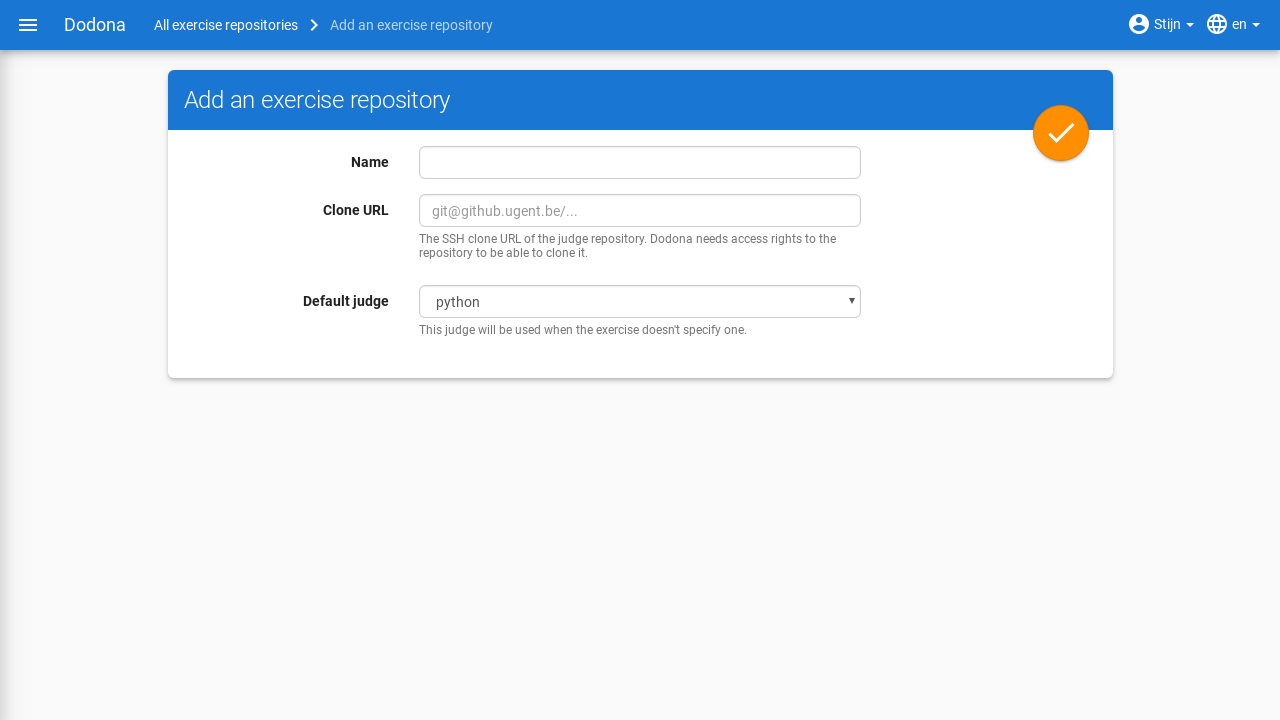 Dodona
All exercise repositories
Add an exercise repository
Stijn
en
Add an exercise repository
Name
Clone URL
git@github.ugent.be/...
The SSH clone URL of the judge repository. Dodona needs access rights to the
repository to be able to clone it.
Default judge
python
This judge will be used when the exercise doesn't specify one.